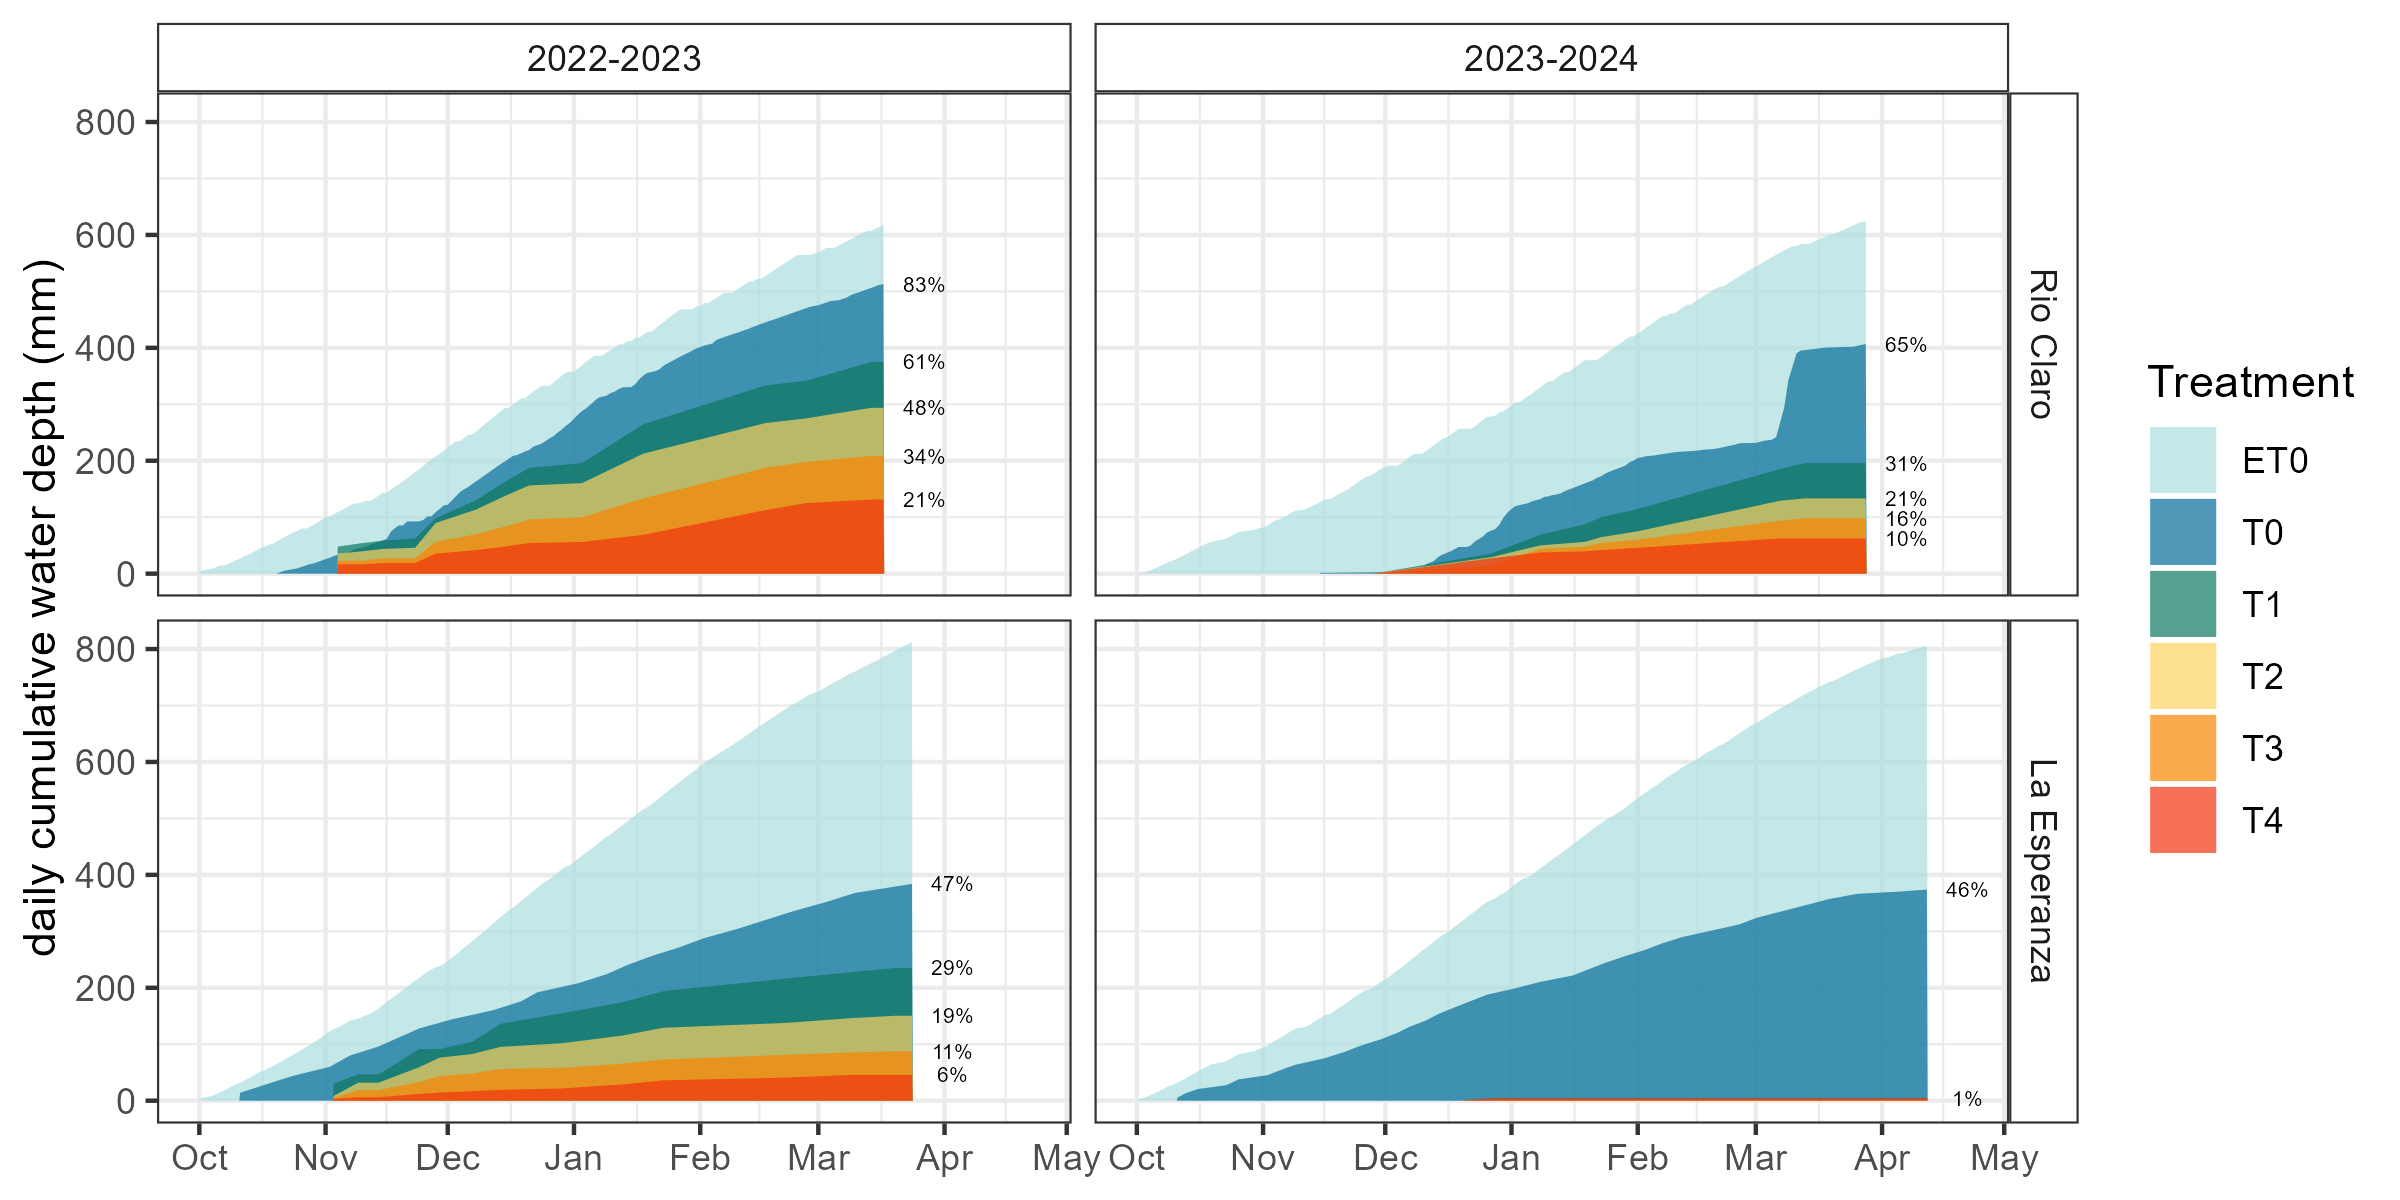 2022-2023
2023-2024
daily cumulative water depth (mm)
800
600
400
200
0
83%
61%
48%
34%
21%
65%
31%
21%
16%
10%
Rio Claro
800
600
400
200
0
47%
29%
19%
11%
6%
46%
1%
La Esperanza
Oct Nov Dec Jan Feb Mar Apr May
Oct Nov Dec Jan Feb Mar Apr May
Treatment
ET0
T0
T1
T2
T3
T4